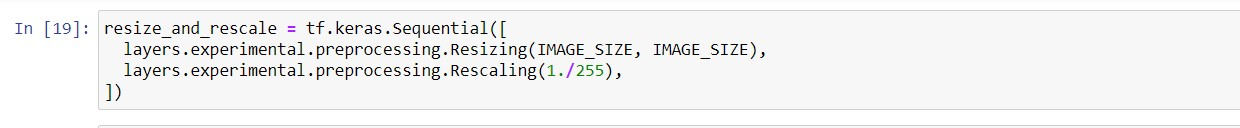 In [19]: resize_and_rescale = tf.keras.Sequential([
  layers.experimental.preprocessing.Resizing(IMAGE_SIZE, IMAGE_SIZE),
  layers.experimental.preprocessing.Rescaling(1./255),
])